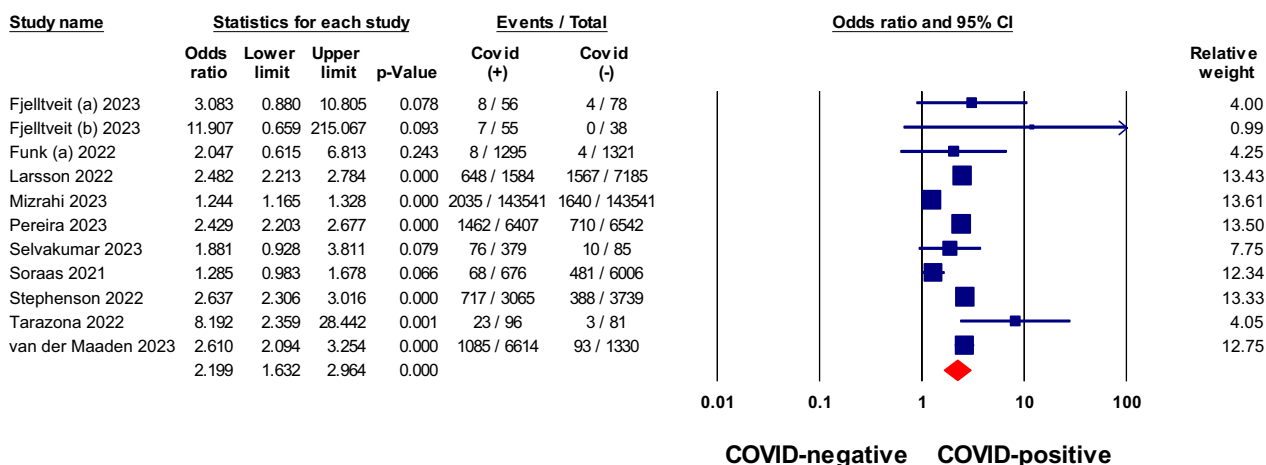 Study name Statistics for each study Events / Total Odds ratio and 95% CI
Odds ratio Lower limit Upper limit p-Value Covid (+) Covid (-) Relative weight
Fjelltveit (a) 2023 3.083 0.880 10.805 0.078 8 / 56 4 / 78 4.00
Fjelltveit (b) 2023 11.907 0.659 215.067 0.093 7 / 55 0 / 38 0.99
Funk (a) 2022 2.047 0.615 6.813 0.243 8 / 1295 4 / 1321 4.25
Larsson 2022 2.482 2.213 2.784 0.000 648 / 1584 1567 / 7185 13.43
Mizrahi 2023 1.244 1.165 1.328 0.000 2035 / 143541 1640 / 143541 13.61
Pereira 2023 2.429 2.203 2.677 0.000 1462 / 6407 710 / 6542 13.50
Selvakumar 2023 1.881 0.928 3.811 0.079 76 / 379 10 / 85 7.75
Soraas 2021 1.285 0.983 1.678 0.066 68 / 676 481 / 6006 12.34
Stephenson 2022 2.637 2.306 3.016 0.000 717 / 3065 388 / 3739 13.33
Tarazona 2022 8.192 2.359 28.442 0.001 23 / 96 3 / 81 4.05
van der Maaden 2023 2.610 2.094 3.254 0.000 1085 / 6614 93 / 1330 12.75
2.199 1.632 2.964 0.000
0.01 0.1 1 10 100
COVID-negative COVID-positive